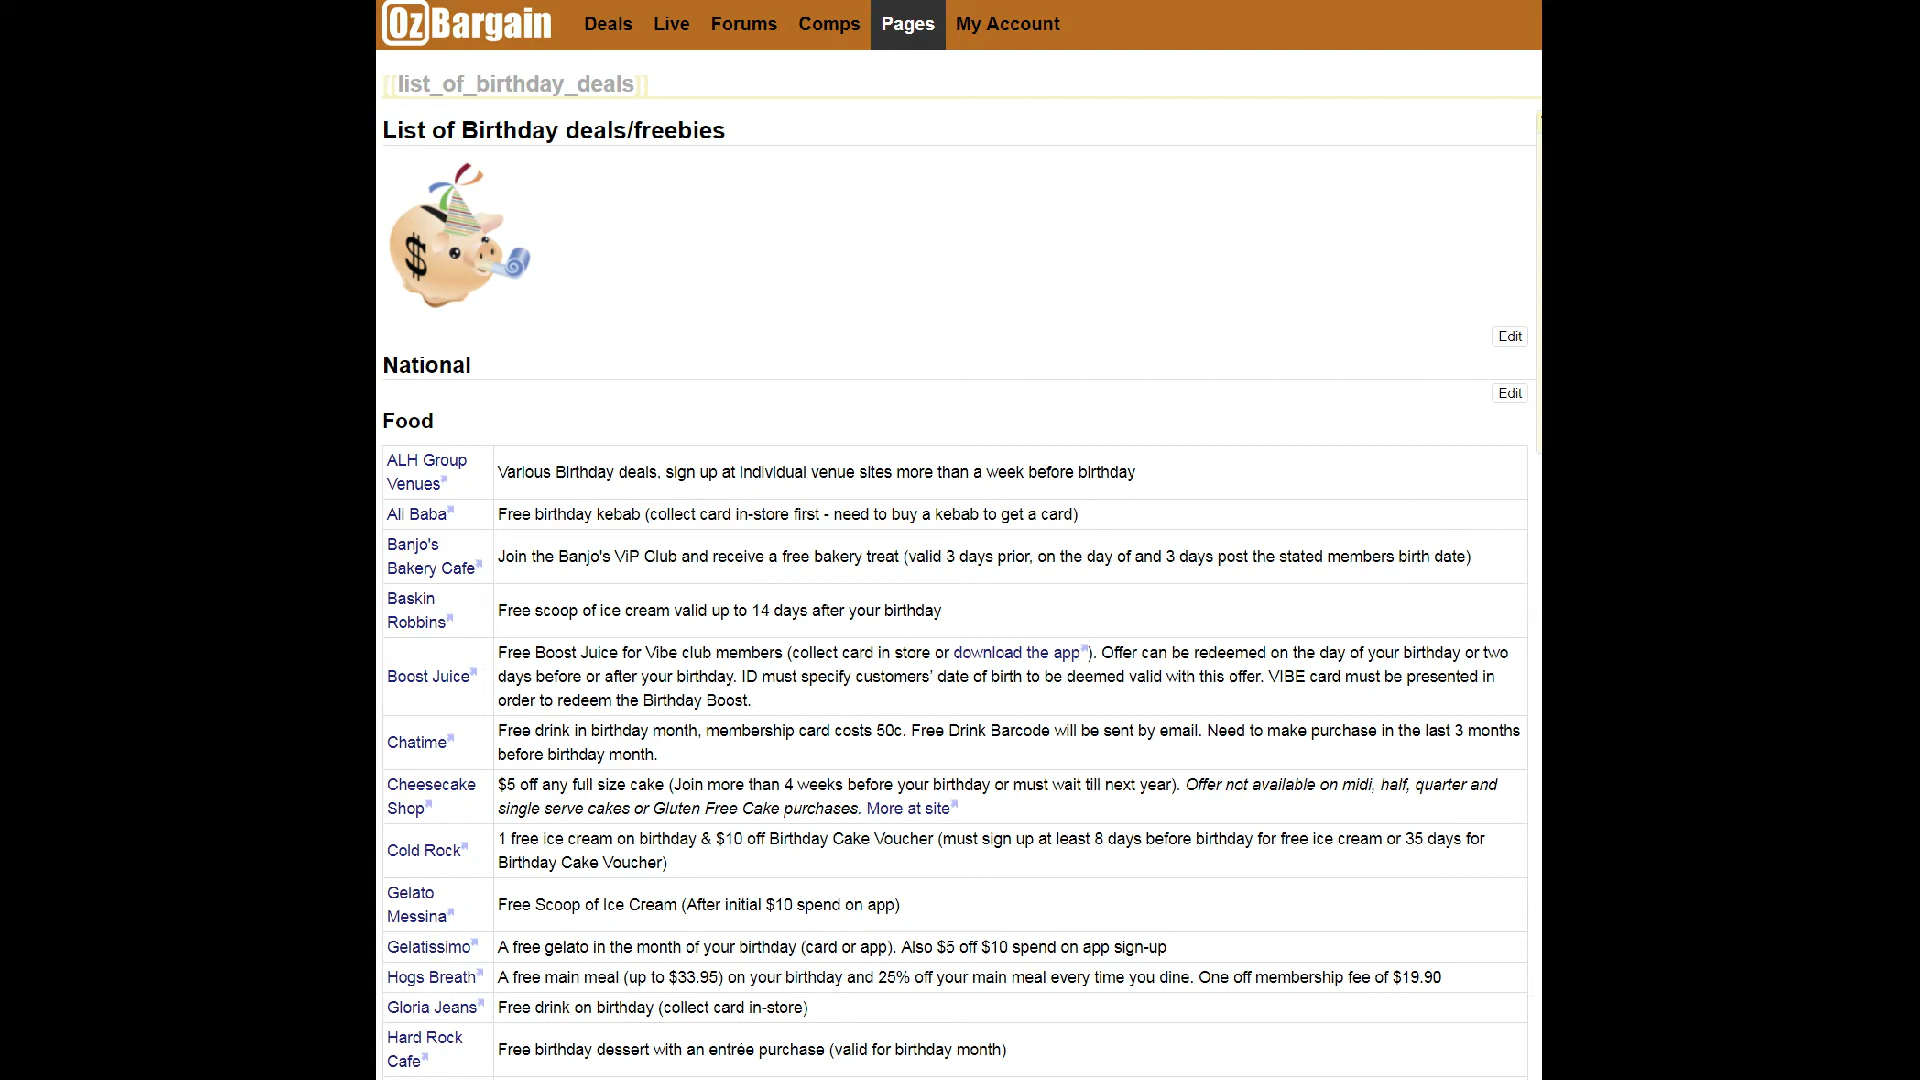 OzBargain Deals Live Forums Comps Pages My Account
[[list_of_birthday_deals]]
List of Birthday deals/freebies
$
Edit
National
Edit
Food
ALH Group
Venues
Various Birthday deals, sign up at individual venue sites more than a week before birthday
Ali Baba
Free birthday kebab (collect card in-store first - need to buy a kebab to get a card)
Banjo's
Bakery Cafe
Join the Banjo's ViP Club and receive a free bakery treat (valid 3 days prior, on the day of and 3 days post the stated members birth date)
Baskin
Robbins
Free scoop of ice cream valid up to 14 days after your birthday
Boost Juice
Free Boost Juice for Vibe club members (collect card in store or download the app). Offer can be redeemed on the day of your birthday or two
days before or after your birthday. ID must specify customers’ date of birth to be deemed valid with this offer. VIBE card must be presented in
order to redeem the Birthday Boost.
Chatime
Free drink in birthday month, membership card costs 50c. Free Drink Barcode will be sent by email. Need to make purchase in the last 3 months
before birthday month.
Cheesecake
Shop
$5 off any full size cake (Join more than 4 weeks before your birthday or must wait till next year). Offer not available on midi, half, quarter and
single serve cakes or Gluten Free Cake purchases. More at site
Cold Rock
1 free ice cream on birthday & $10 off Birthday Cake Voucher (must sign up at least 8 days before birthday for free ice cream or 35 days for
Birthday Cake Voucher)
Gelato
Messina
Free Scoop of Ice Cream (After initial $10 spend on app)
Gelatissimo
A free gelato in the month of your birthday (card or app). Also $5 off $10 spend on app sign-up
Hogs Breath
A free main meal (up to $33.95) on your birthday and 25% off your main meal every time you dine. One off membership fee of $19.90
Gloria Jeans
Free drink on birthday (collect card in-store)
Hard Rock
Cafe
Free birthday dessert with an entrée purchase (valid for birthday month)